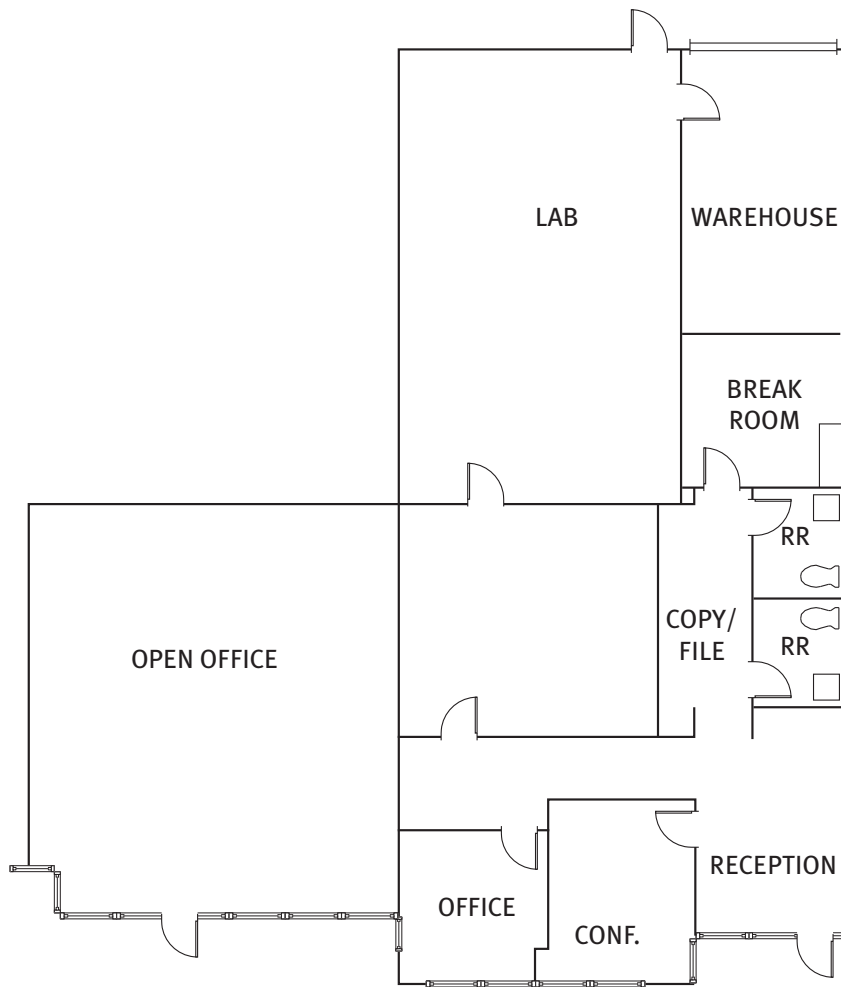 LAB
WAREHOUSE
BREAK
ROOM
RR
COPY/
FILE
RR
OPEN OFFICE
RECEPTION
OFFICE
CONF.